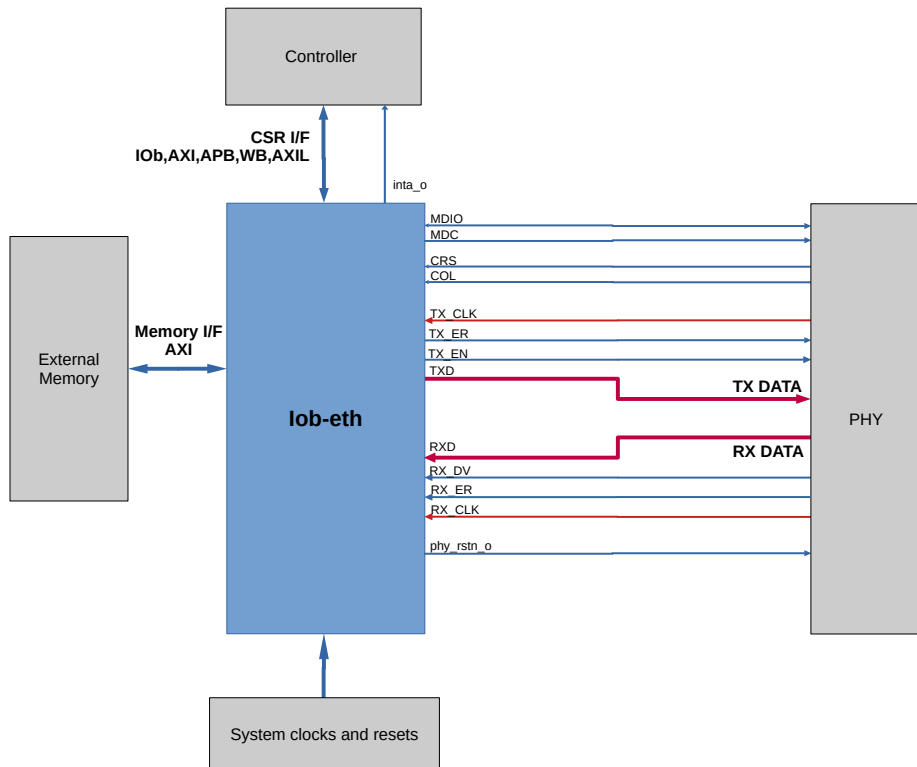 Controller
CSR I/F
IOb,AXI,APB,WB,AXIL
inta_o
MDIO
MDC
CRS
COL
TX_CLK
TX_ER
TX_EN
TXD
TX DATA
Memory I/F
AXI
External
Memory
Iob-eth
PHY
RXD
RX DATA
RX_DV
RX_ER
RX_CLK
phy_rstn_o
System clocks and resets